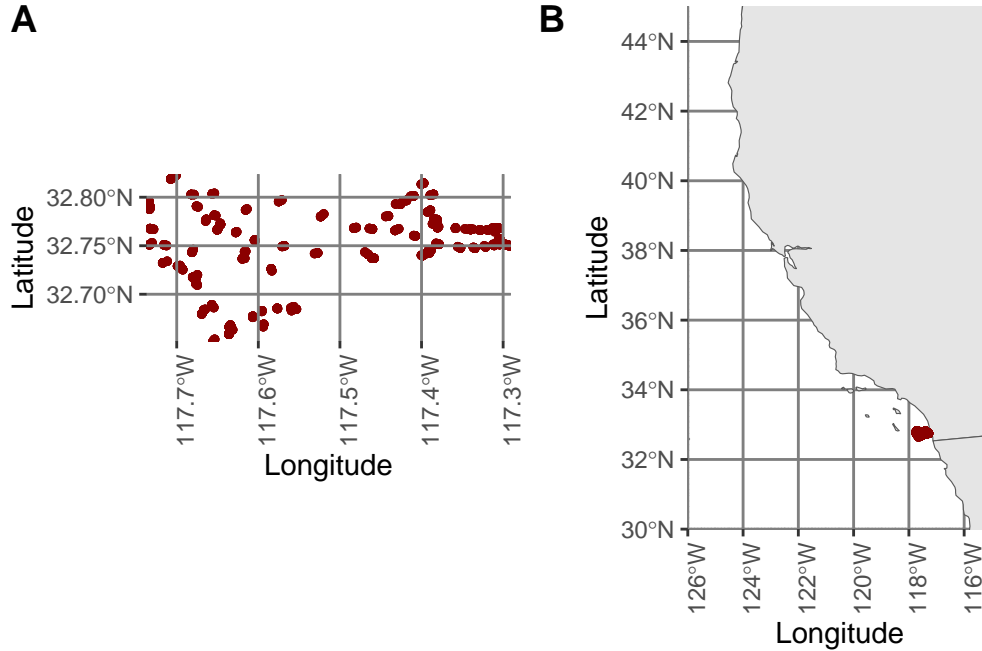 A
32.80°N
32.75°N
32.70°N
Latitude
117.7°W
117.6°W
117.5°W
117.4°W
117.3°W
Longitude
B
44°N
42°N
40°N
38°N
36°N
34°N
32°N
30°N
Latitude
126°W
124°W
122°W
120°W
118°W
116°W
Longitude